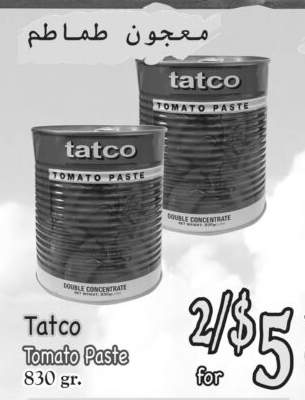 معجون طماطم
tatco
TOMATO PASTE
DOUBLE CONCENTRATE
tatco
TOMATO PASTE
DOUBLE CONCENTRATE
Tatco
Tomato Paste
830 gr.
2/$5
for